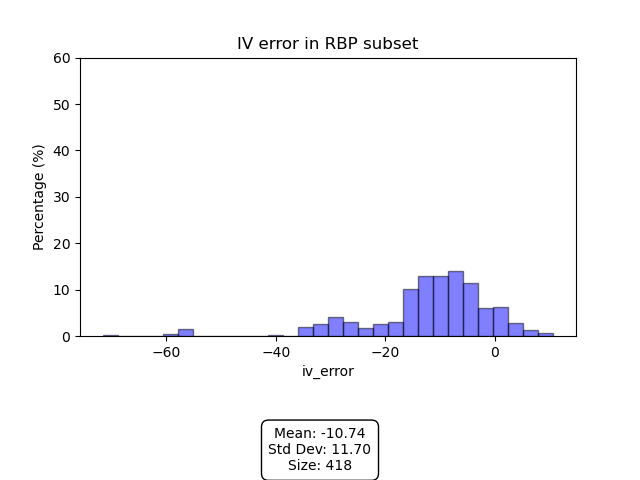 IV error in RBP subset
60
50
40
30
20
10
0
Percentage (%)
−60 −40 −20 0
iv_error
Mean: -10.74
Std Dev: 11.70
Size: 418